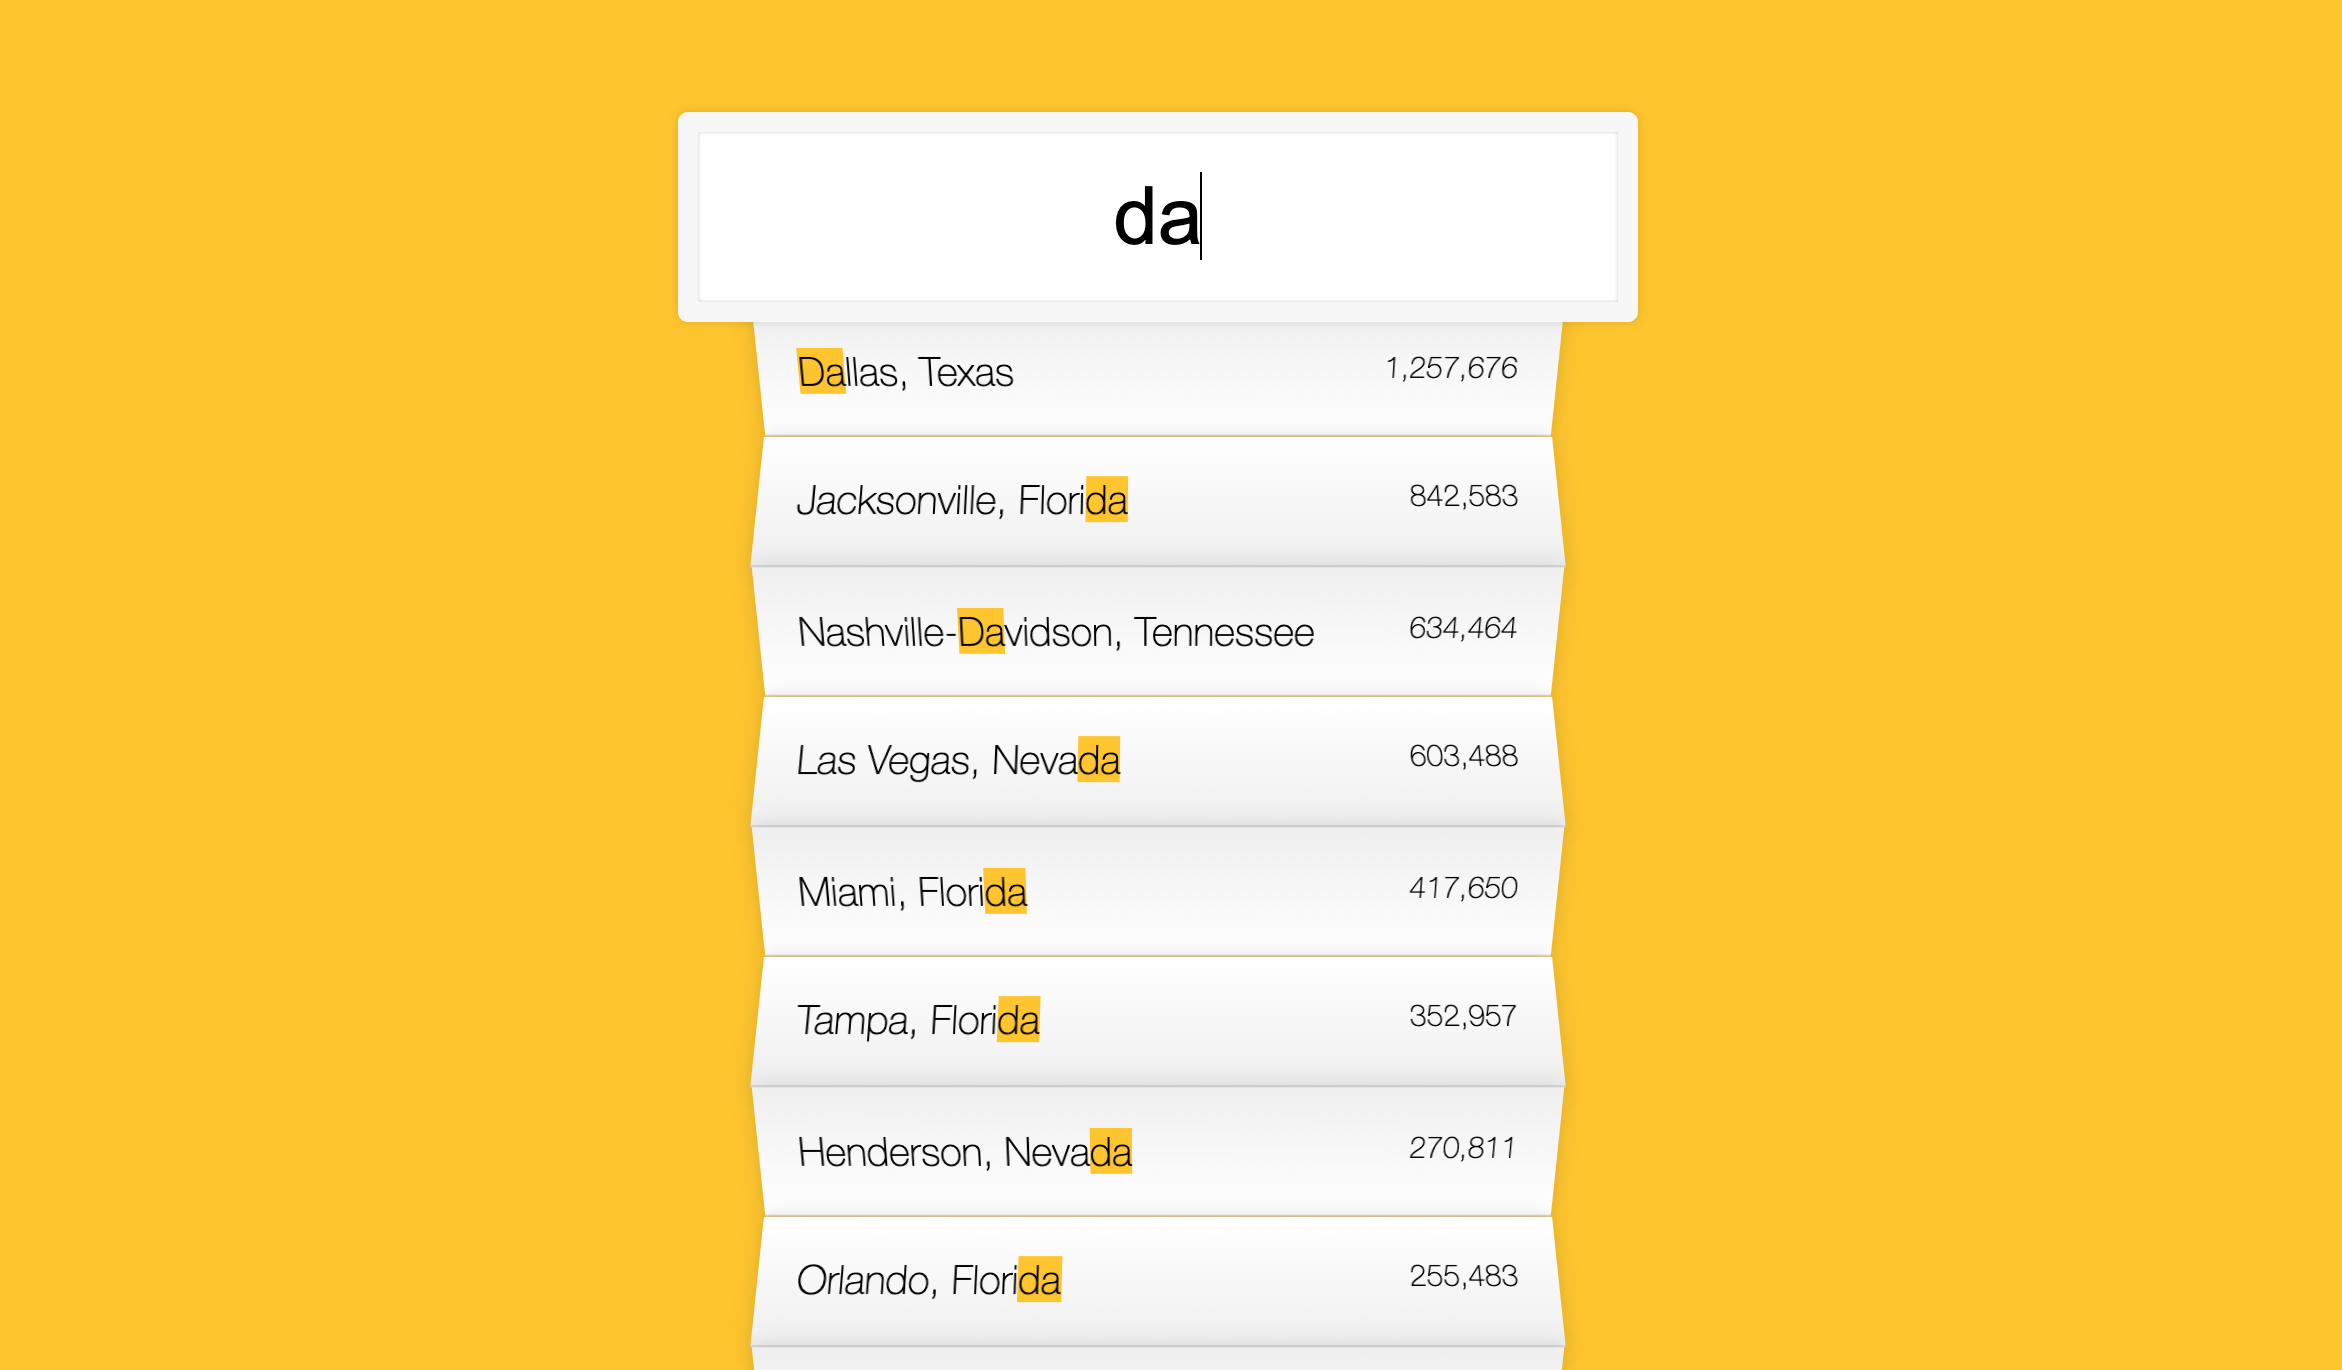 da
Dallas, Texas 1,257,676
Jacksonville, Florida 842,583
Nashville-Davidson, Tennessee 634,464
Las Vegas, Nevada 603,488
Miami, Florida 417,650
Tampa, Florida 352,957
Henderson, Nevada 270,811
Orlando, Florida 255,483